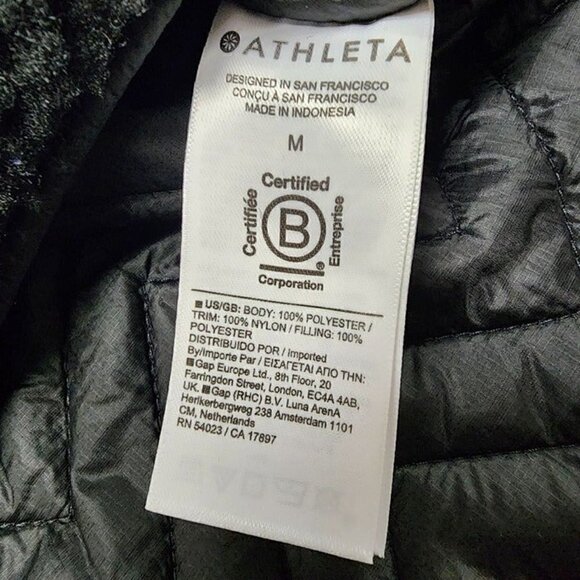 ATHLETA
DESIGNED IN SAN FRANCISCO
CONÇU À SAN FRANCISCO
MADE IN INDONESIA
M
Certified
Certifiée
B
Entreprise
®
Corporation
■ US/GB: BODY: 100% POLYESTER /
TRIM: 100% NYLON / FILLING: 100%
POLYESTER
DISTRIBUIDO POR / Imported
By/Importe Par / ΕΙΣΑΓΕΤΑΙ ΑΠΟ ΤΗΝ:
■ Gap Europe Ltd., 8th Floor, 20
Farringdon Street, London, EC4A 4AB,
UK. ■ Gap (RHC) B.V. Luna ArenA
Herikerbergweg 238 Amsterdam 1101
CM, Netherlands
RN 54023 / CA 17897